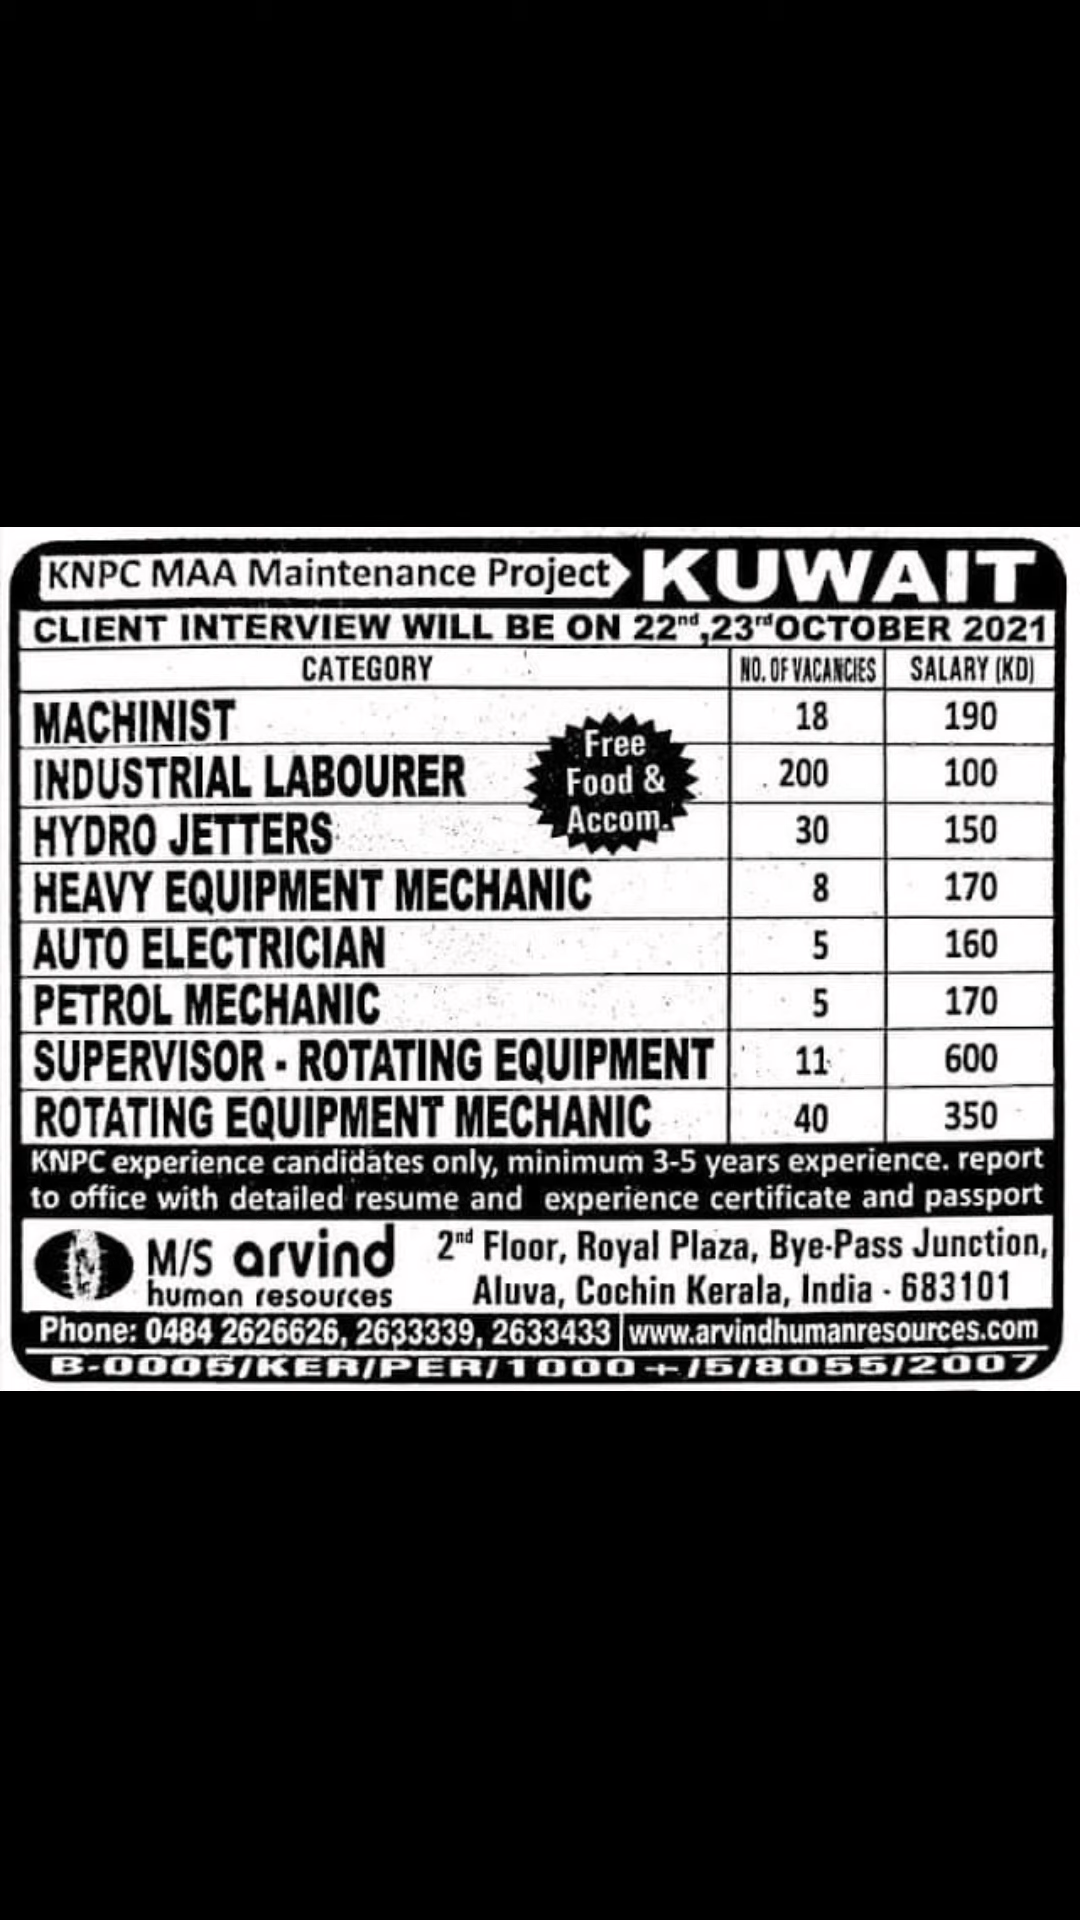 KNPC MAA Maintenance Project KUWAIT
CLIENT INTERVIEW WILL BE ON 22nd,23rd OCTOBER 2021
CATEGORY NO. OF VACANCIES SALARY (KD)
MACHINIST 18 190
INDUSTRIAL LABOURER 200 100
HYDRO JETTERS 30 150
HEAVY EQUIPMENT MECHANIC 8 170
AUTO ELECTRICIAN 5 160
PETROL MECHANIC 5 170
SUPERVISOR - ROTATING EQUIPMENT 11 600
ROTATING EQUIPMENT MECHANIC 40 350
Free
Food &
Accom.
KNPC experience candidates only, minimum 3-5 years experience. report
to office with detailed resume and experience certificate and passport
M/S arvind
human resources
2nd Floor, Royal Plaza, Bye-Pass Junction,
Aluva, Cochin Kerala, India - 683101
Phone: 0484 2626626, 2633339, 2633433 www.arvindhumanresources.com
B-0005/KER/PER/1000+/5/8055/2007